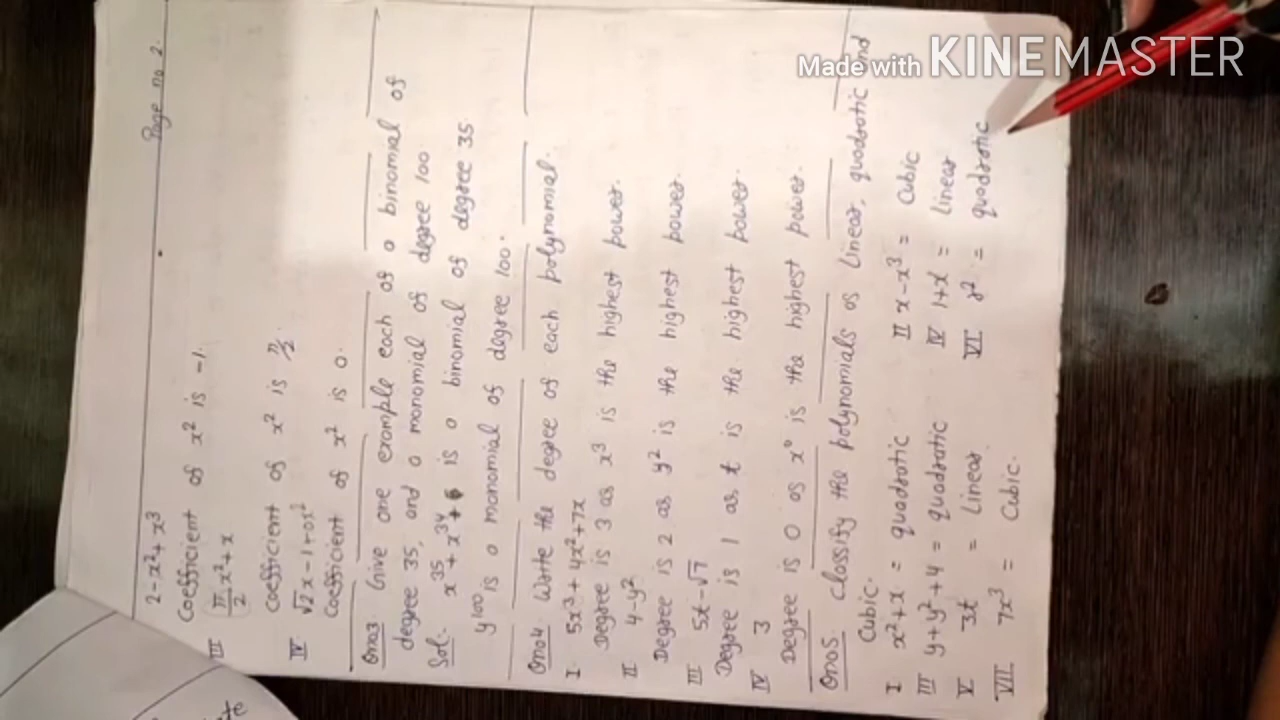 Page no 2.
2-x²+x³
Coefficient of x² is -1.
III π/2 x²+x
Coefficient of x² is π/2
IV √2x-1+0x²
Coefficient of x² is 0.
Qno3 Give one example each of a binomial of
degree 35, and a monomial of degree 100
Sol:- x³⁵+x³⁴ is a binomial of degree 35
y¹⁰⁰ is a monomial of degree 100.
Qno4. Write the degree of each polynomial.
I 5x³+4x²+7x
Degree is 3 as x³ is the highest power.
II 4-y²
Degree is 2 as y² is the highest power.
III 5t-√7
Degree is 1 as t is the highest power.
IV 3
Degree is 0 as x⁰ is the highest power.
Qno5. Classify the polynomials as linear, quadratic and
Cubic.
I x²+x = quadratic II x-x³ = Cubic
III y+y²+4 = quadratic IV 1+x = linear
V 3t = Linear VI. r² = quadratic
VII. 7x³ = Cubic.
Made with KINEMASTER